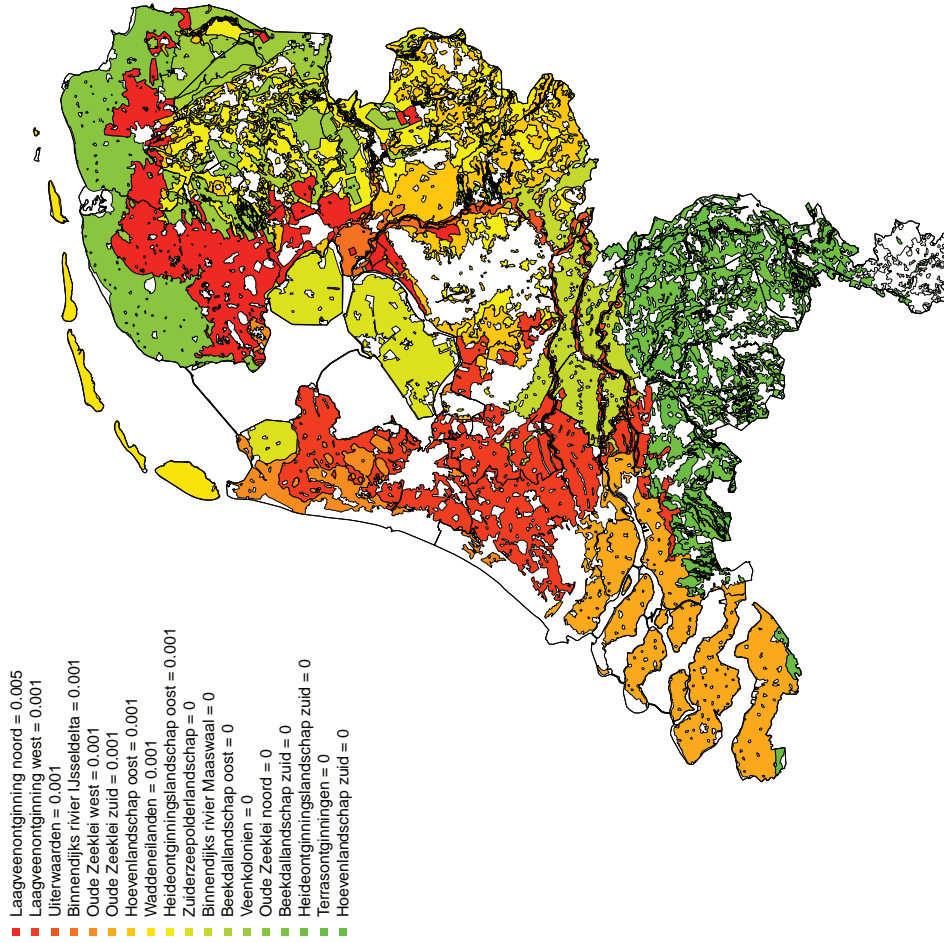 Laagveenontginning noord = 0.005
Laagveenontginning west = 0.001
Uiterwaarden = 0.001
Binnendijks rivier IJsseldelta = 0.001
Oude Zeeklei west = 0.001
Oude Zeeklei zuid = 0.001
Hoevenlandschap oost = 0.001
Waddeneilanden = 0.001
Heideontginningslandschap oost = 0.001
Zuiderzeepolderlandschap = 0
Binnendijks rivier Maaswaal = 0
Beekdallandschap oost = 0
Veenkolonien = 0
Oude Zeeklei noord = 0
Beekdallandschap zuid = 0
Heideontginningslandschap zuid = 0
Terrasontginningen = 0
Hoevenlandschap zuid = 0